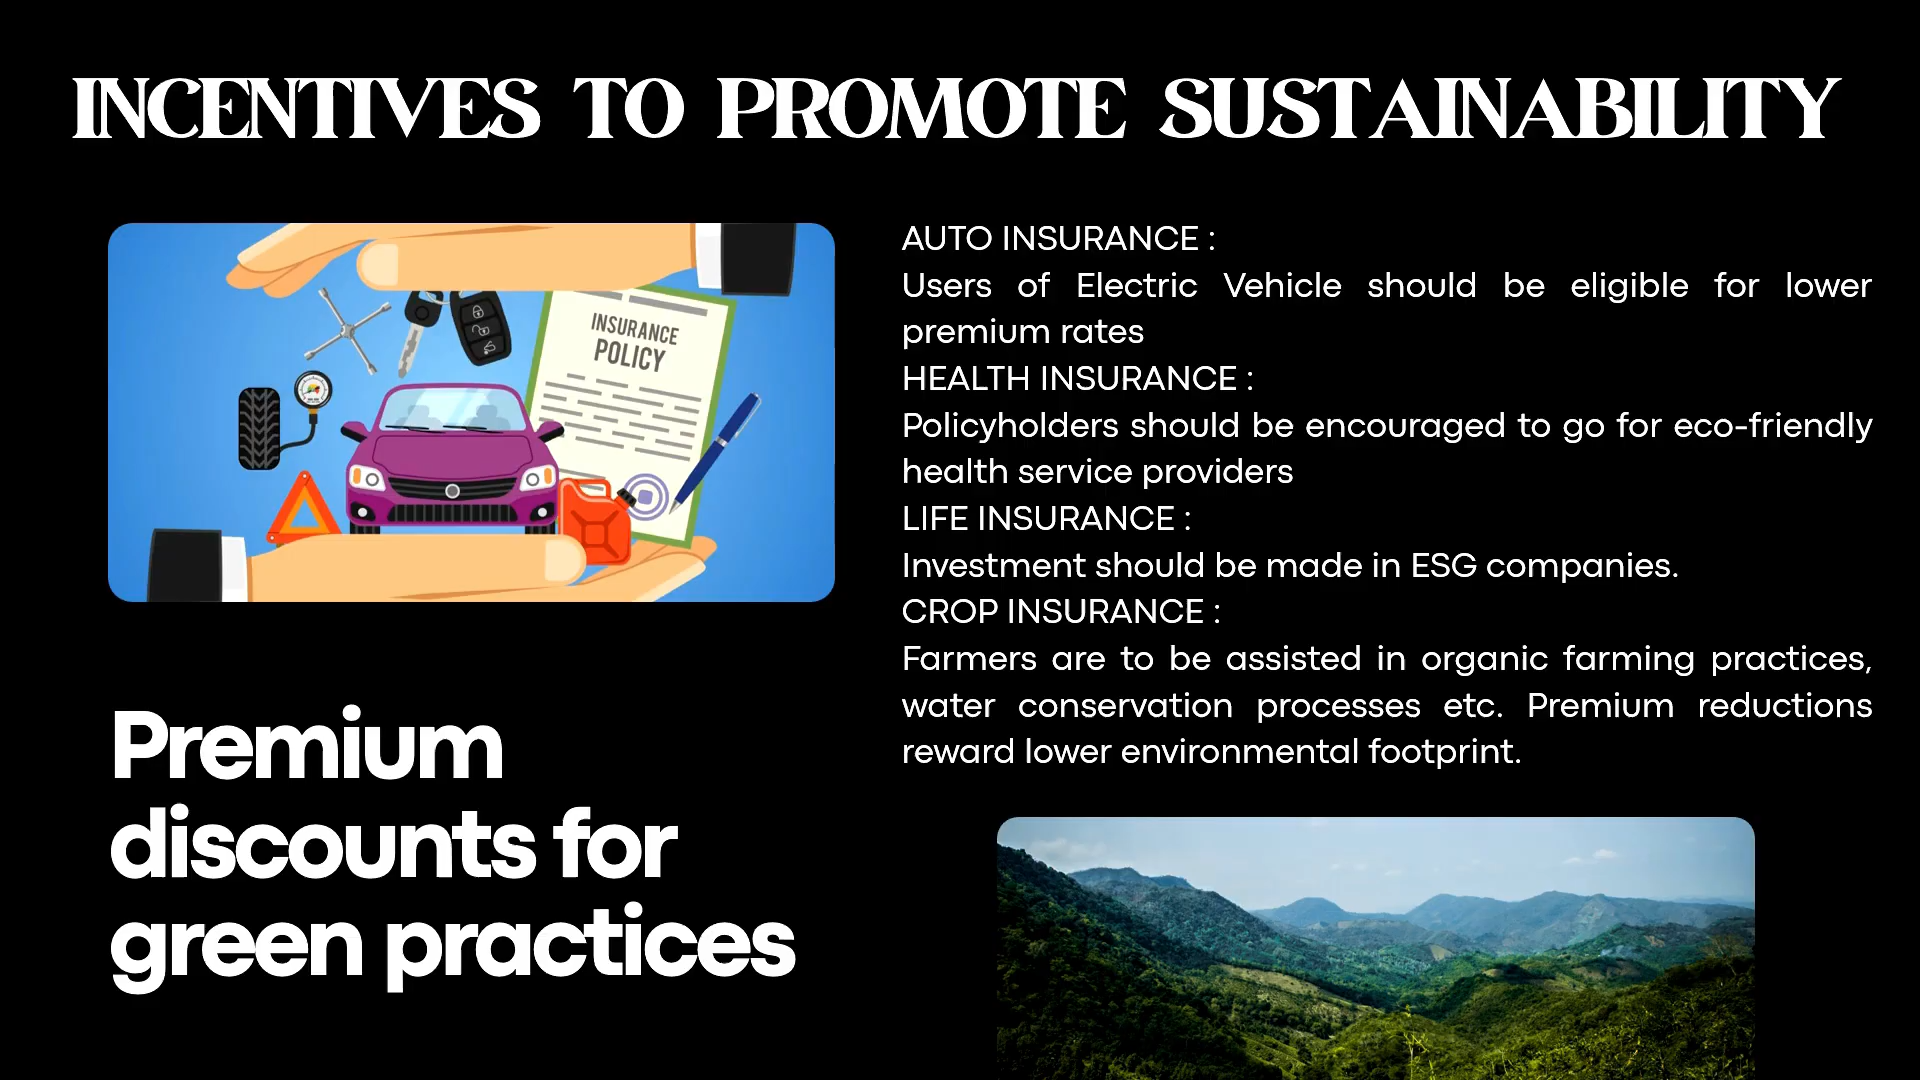 INCENTIVES TO PROMOTE SUSTAINABILITY
INSURANCE
POLICY
AUTO INSURANCE :
Users of Electric Vehicle should be eligible for lower
premium rates
HEALTH INSURANCE :
Policyholders should be encouraged to go for eco-friendly
health service providers
LIFE INSURANCE :
Investment should be made in ESG companies.
CROP INSURANCE :
Farmers are to be assisted in organic farming practices,
water conservation processes etc. Premium reductions
reward lower environmental footprint.
Premium
discounts for
green practices